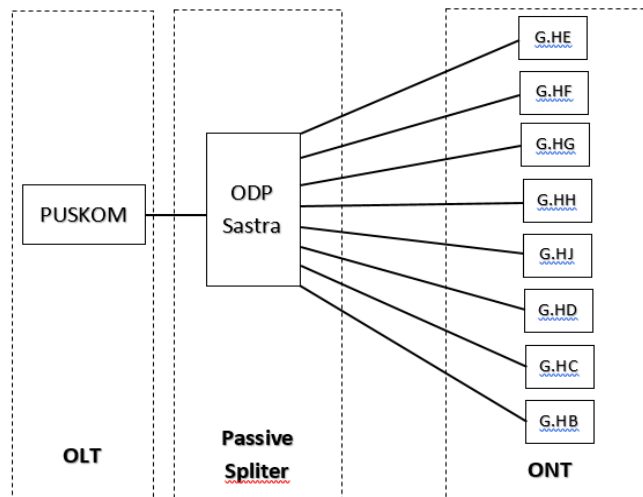 G.HE
G.HF
G.HG
G.HH
G.HJ
G.HD
G.HC
G.HB
PUSKOM
ODP
Sastra
OLT
Passive
Spliter
ONT